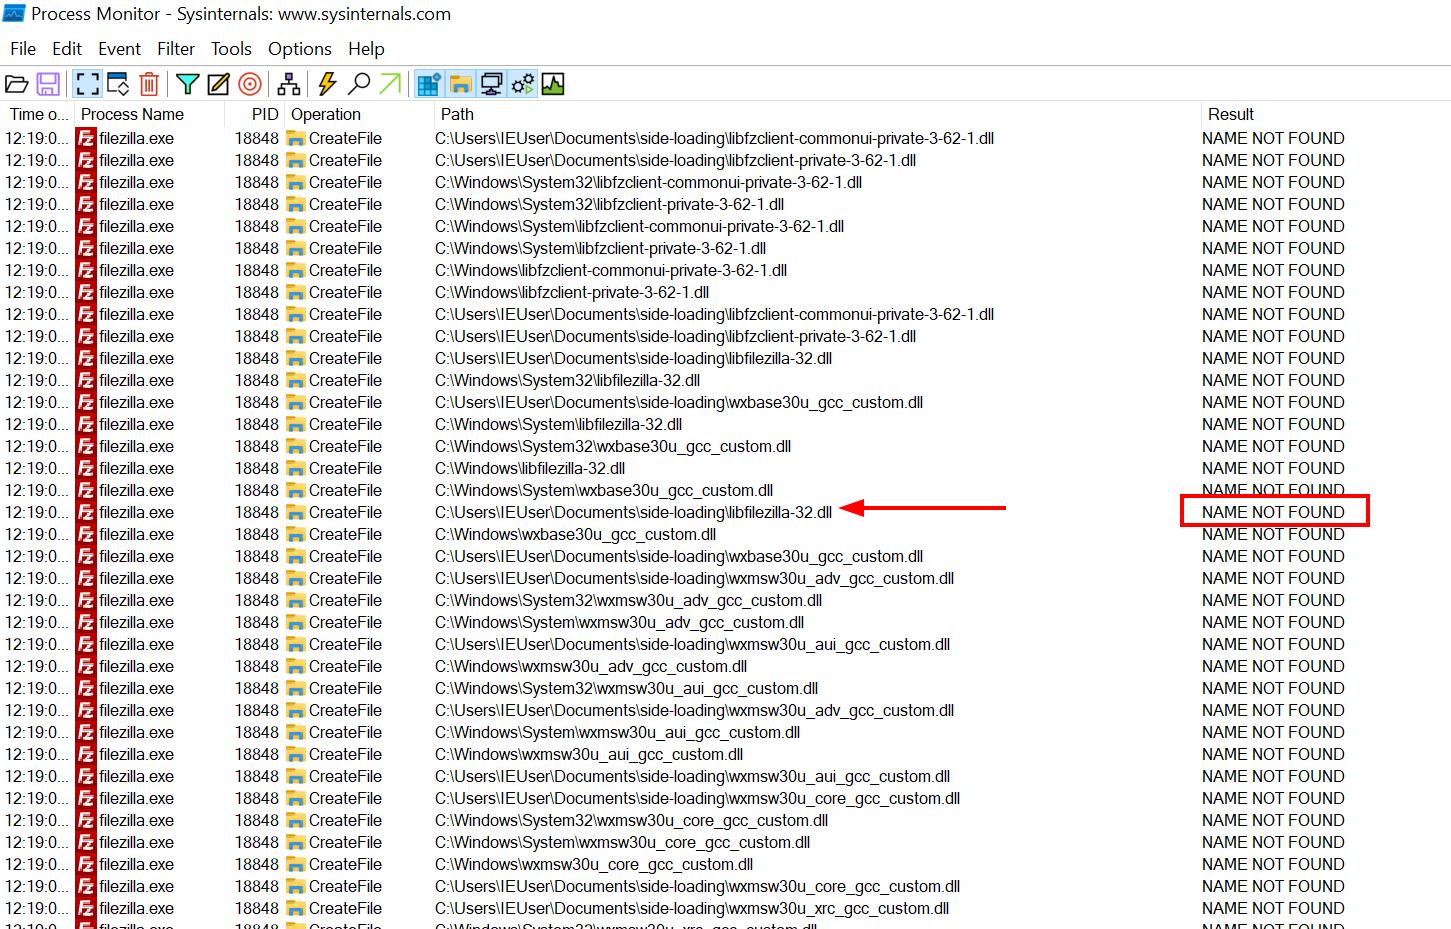 Process Monitor - Sysinternals: www.sysinternals.com
File Edit Event Filter Tools Options Help
Time o... Process Name PID Operation Path Result
12:19:0... filezilla.exe 18848 CreateFile C:\Users\IEUser\Documents\side-loading\libfzclient-commonui-private-3-62-1.dll NAME NOT FOUND
12:19:0... filezilla.exe 18848 CreateFile C:\Users\IEUser\Documents\side-loading\libfzclient-private-3-62-1.dll NAME NOT FOUND
12:19:0... filezilla.exe 18848 CreateFile C:\Windows\System32\libfzclient-commonui-private-3-62-1.dll NAME NOT FOUND
12:19:0... filezilla.exe 18848 CreateFile C:\Windows\System32\libfzclient-private-3-62-1.dll NAME NOT FOUND
12:19:0... filezilla.exe 18848 CreateFile C:\Windows\System\libfzclient-commonui-private-3-62-1.dll NAME NOT FOUND
12:19:0... filezilla.exe 18848 CreateFile C:\Windows\System\libfzclient-private-3-62-1.dll NAME NOT FOUND
12:19:0... filezilla.exe 18848 CreateFile C:\Windows\libfzclient-commonui-private-3-62-1.dll NAME NOT FOUND
12:19:0... filezilla.exe 18848 CreateFile C:\Windows\libfzclient-private-3-62-1.dll NAME NOT FOUND
12:19:0... filezilla.exe 18848 CreateFile C:\Users\IEUser\Documents\side-loading\libfzclient-commonui-private-3-62-1.dll NAME NOT FOUND
12:19:0... filezilla.exe 18848 CreateFile C:\Users\IEUser\Documents\side-loading\libfzclient-private-3-62-1.dll NAME NOT FOUND
12:19:0... filezilla.exe 18848 CreateFile C:\Users\IEUser\Documents\side-loading\libfilezilla-32.dll NAME NOT FOUND
12:19:0... filezilla.exe 18848 CreateFile C:\Windows\System32\libfilezilla-32.dll NAME NOT FOUND
12:19:0... filezilla.exe 18848 CreateFile C:\Users\IEUser\Documents\side-loading\wxbase30u_gcc_custom.dll NAME NOT FOUND
12:19:0... filezilla.exe 18848 CreateFile C:\Windows\System\libfilezilla-32.dll NAME NOT FOUND
12:19:0... filezilla.exe 18848 CreateFile C:\Windows\System32\wxbase30u_gcc_custom.dll NAME NOT FOUND
12:19:0... filezilla.exe 18848 CreateFile C:\Windows\libfilezilla-32.dll NAME NOT FOUND
12:19:0... filezilla.exe 18848 CreateFile C:\Windows\System\wxbase30u_gcc_custom.dll NAME NOT FOUND
12:19:0... filezilla.exe 18848 CreateFile C:\Users\IEUser\Documents\side-loading\libfilezilla-32.dll NAME NOT FOUND
12:19:0... filezilla.exe 18848 CreateFile C:\Windows\wxbase30u_gcc_custom.dll NAME NOT FOUND
12:19:0... filezilla.exe 18848 CreateFile C:\Users\IEUser\Documents\side-loading\wxbase30u_gcc_custom.dll NAME NOT FOUND
12:19:0... filezilla.exe 18848 CreateFile C:\Users\IEUser\Documents\side-loading\wxmsw30u_adv_gcc_custom.dll NAME NOT FOUND
12:19:0... filezilla.exe 18848 CreateFile C:\Windows\System32\wxmsw30u_adv_gcc_custom.dll NAME NOT FOUND
12:19:0... filezilla.exe 18848 CreateFile C:\Windows\System\wxmsw30u_adv_gcc_custom.dll NAME NOT FOUND
12:19:0... filezilla.exe 18848 CreateFile C:\Users\IEUser\Documents\side-loading\wxmsw30u_aui_gcc_custom.dll NAME NOT FOUND
12:19:0... filezilla.exe 18848 CreateFile C:\Windows\wxmsw30u_adv_gcc_custom.dll NAME NOT FOUND
12:19:0... filezilla.exe 18848 CreateFile C:\Windows\System32\wxmsw30u_aui_gcc_custom.dll NAME NOT FOUND
12:19:0... filezilla.exe 18848 CreateFile C:\Users\IEUser\Documents\side-loading\wxmsw30u_adv_gcc_custom.dll NAME NOT FOUND
12:19:0... filezilla.exe 18848 CreateFile C:\Windows\System\wxmsw30u_aui_gcc_custom.dll NAME NOT FOUND
12:19:0... filezilla.exe 18848 CreateFile C:\Windows\wxmsw30u_aui_gcc_custom.dll NAME NOT FOUND
12:19:0... filezilla.exe 18848 CreateFile C:\Users\IEUser\Documents\side-loading\wxmsw30u_aui_gcc_custom.dll NAME NOT FOUND
12:19:0... filezilla.exe 18848 CreateFile C:\Users\IEUser\Documents\side-loading\wxmsw30u_core_gcc_custom.dll NAME NOT FOUND
12:19:0... filezilla.exe 18848 CreateFile C:\Windows\System32\wxmsw30u_core_gcc_custom.dll NAME NOT FOUND
12:19:0... filezilla.exe 18848 CreateFile C:\Windows\System\wxmsw30u_core_gcc_custom.dll NAME NOT FOUND
12:19:0... filezilla.exe 18848 CreateFile C:\Windows\wxmsw30u_core_gcc_custom.dll NAME NOT FOUND
12:19:0... filezilla.exe 18848 CreateFile C:\Users\IEUser\Documents\side-loading\wxmsw30u_core_gcc_custom.dll NAME NOT FOUND
12:19:0... filezilla.exe 18848 CreateFile C:\Users\IEUser\Documents\side-loading\wxmsw30u_xrc_gcc_custom.dll NAME NOT FOUND